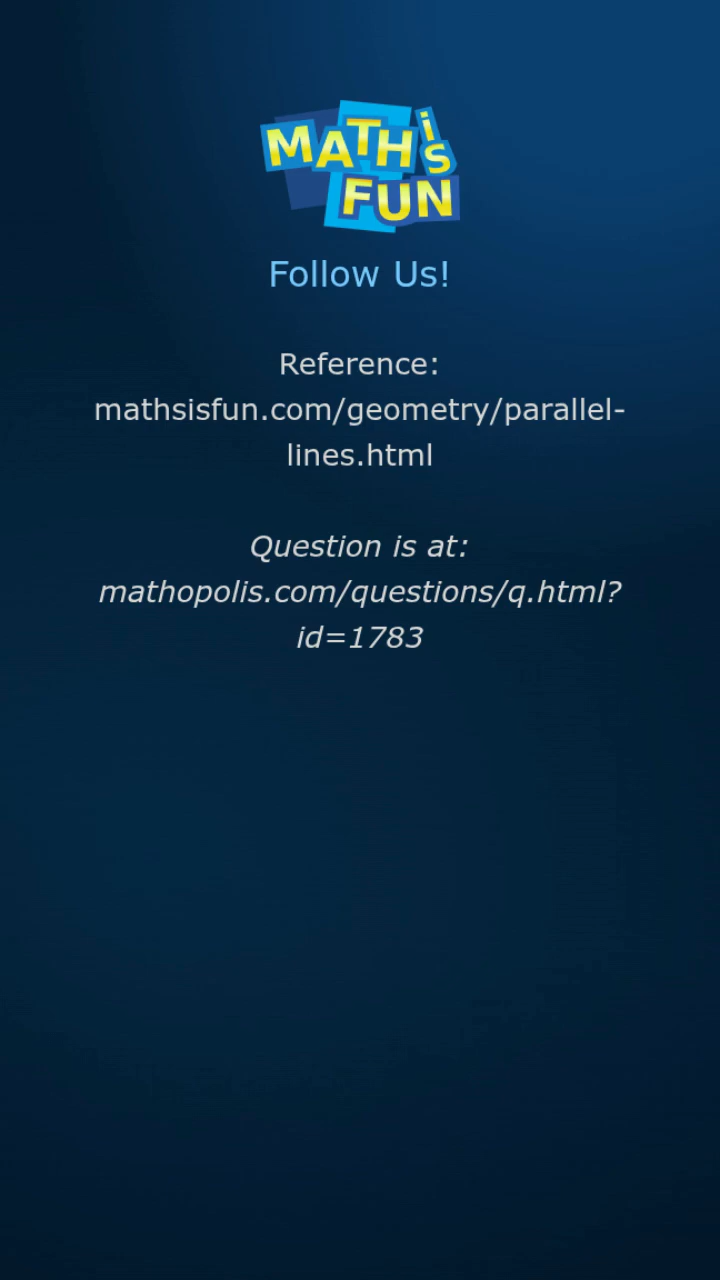 MATH is
FUN
Follow Us!
Reference:
mathsisfun.com/geometry/parallel-
lines.html
Question is at:
mathopolis.com/questions/q.html?
id=1783